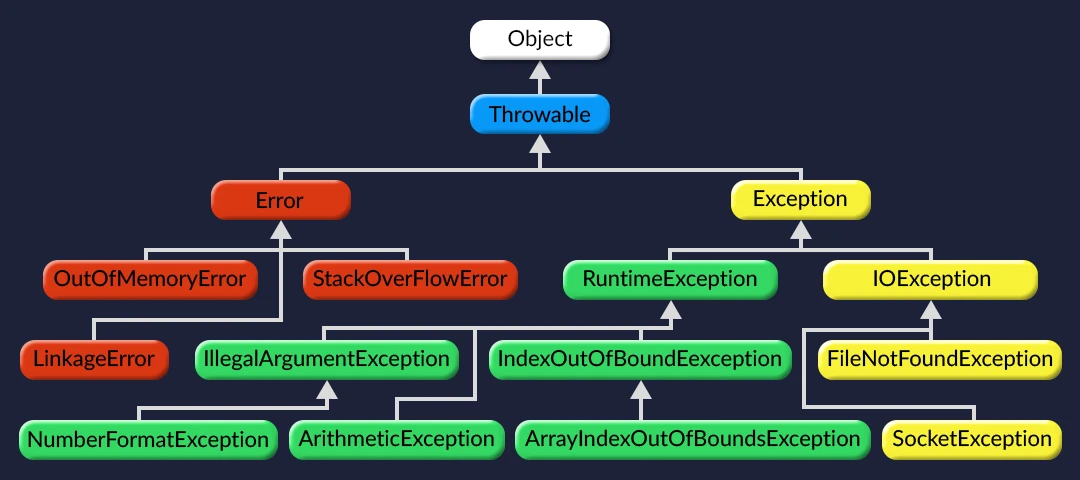 Object
Throwable
Error
Exception
OutOfMemoryError
StackOverFlowError
RuntimeException
IOException
LinkageError
IllegalArgumentException
IndexOutOfBoundEexception
FileNotFoundException
NumberFormatException
ArithmeticException
ArrayIndexOutOfBoundsException
SocketException